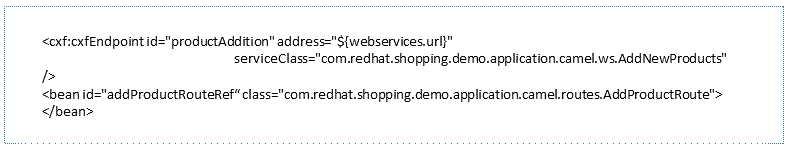 <cxf:cxfEndpoint id="productAddition" address="${webservices.url}"
serviceClass="com.redhat.shopping.demo.application.camel.ws.AddNewProducts"
/>
<bean id="addProductRouteRef“ class="com.redhat.shopping.demo.application.camel.routes.AddProductRoute">
</bean>